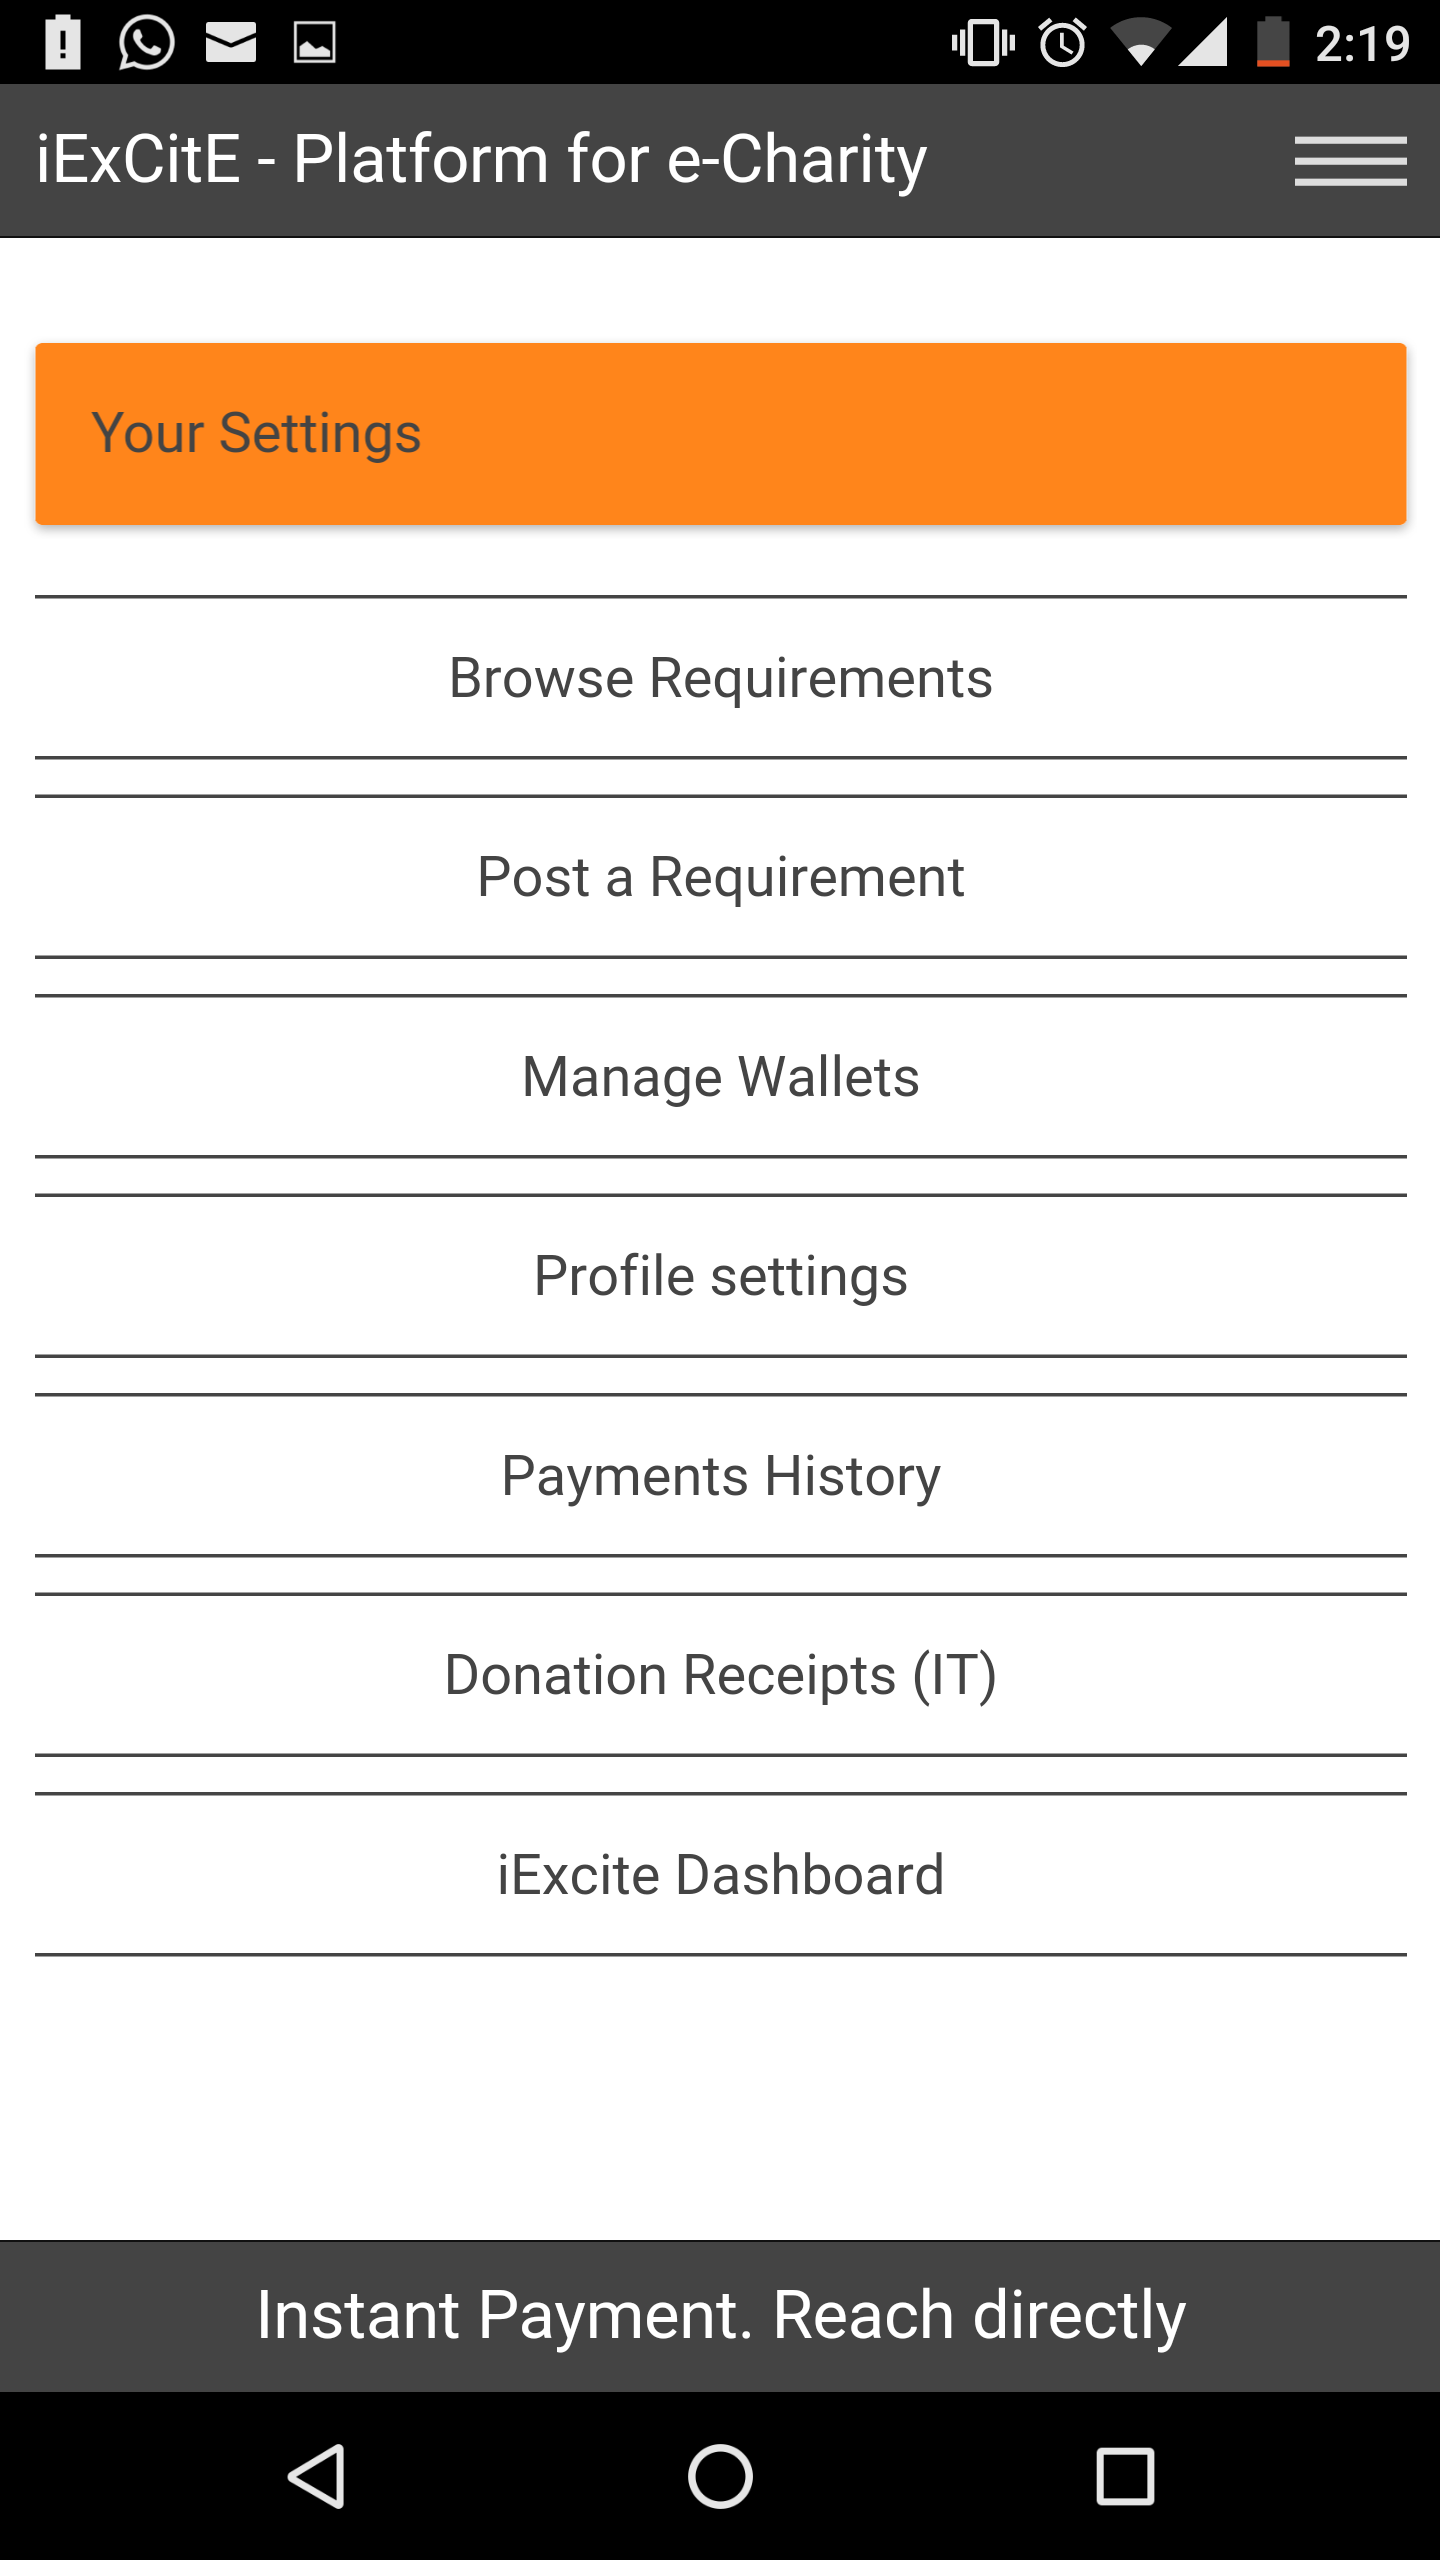 2:19
iExCitE - Platform for e-Charity
Your Settings
Browse Requirements
Post a Requirement
Manage Wallets
Profile settings
Payments History
Donation Receipts (IT)
iExcite Dashboard
Instant Payment. Reach directly